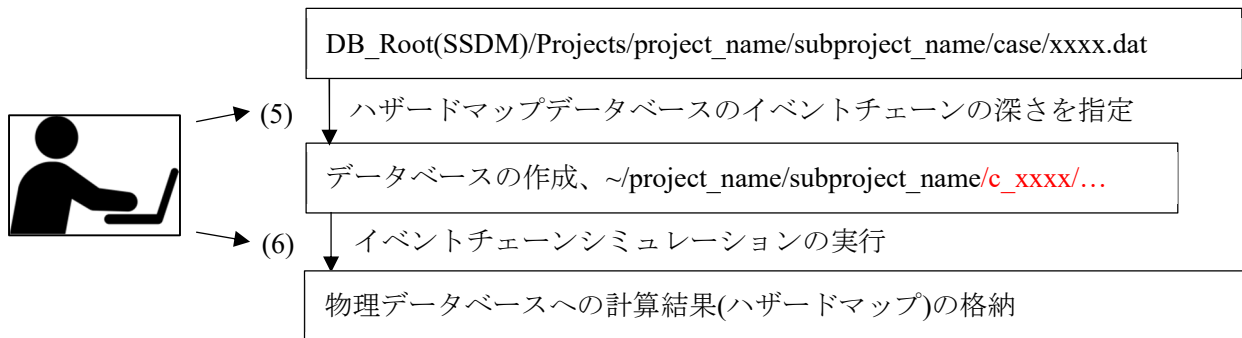 DB_Root(SSDM)/Projects/project_name/subproject_name/case/xxxx.dat
(5) ハザードマップデータベースのイベントチェーンの深さを指定
データベースの作成、~/project_name/subproject_name/c_xxxx/…
(6) イベントチェーンシミュレーションの実行
物理データベースへの計算結果(ハザードマップ)の格納